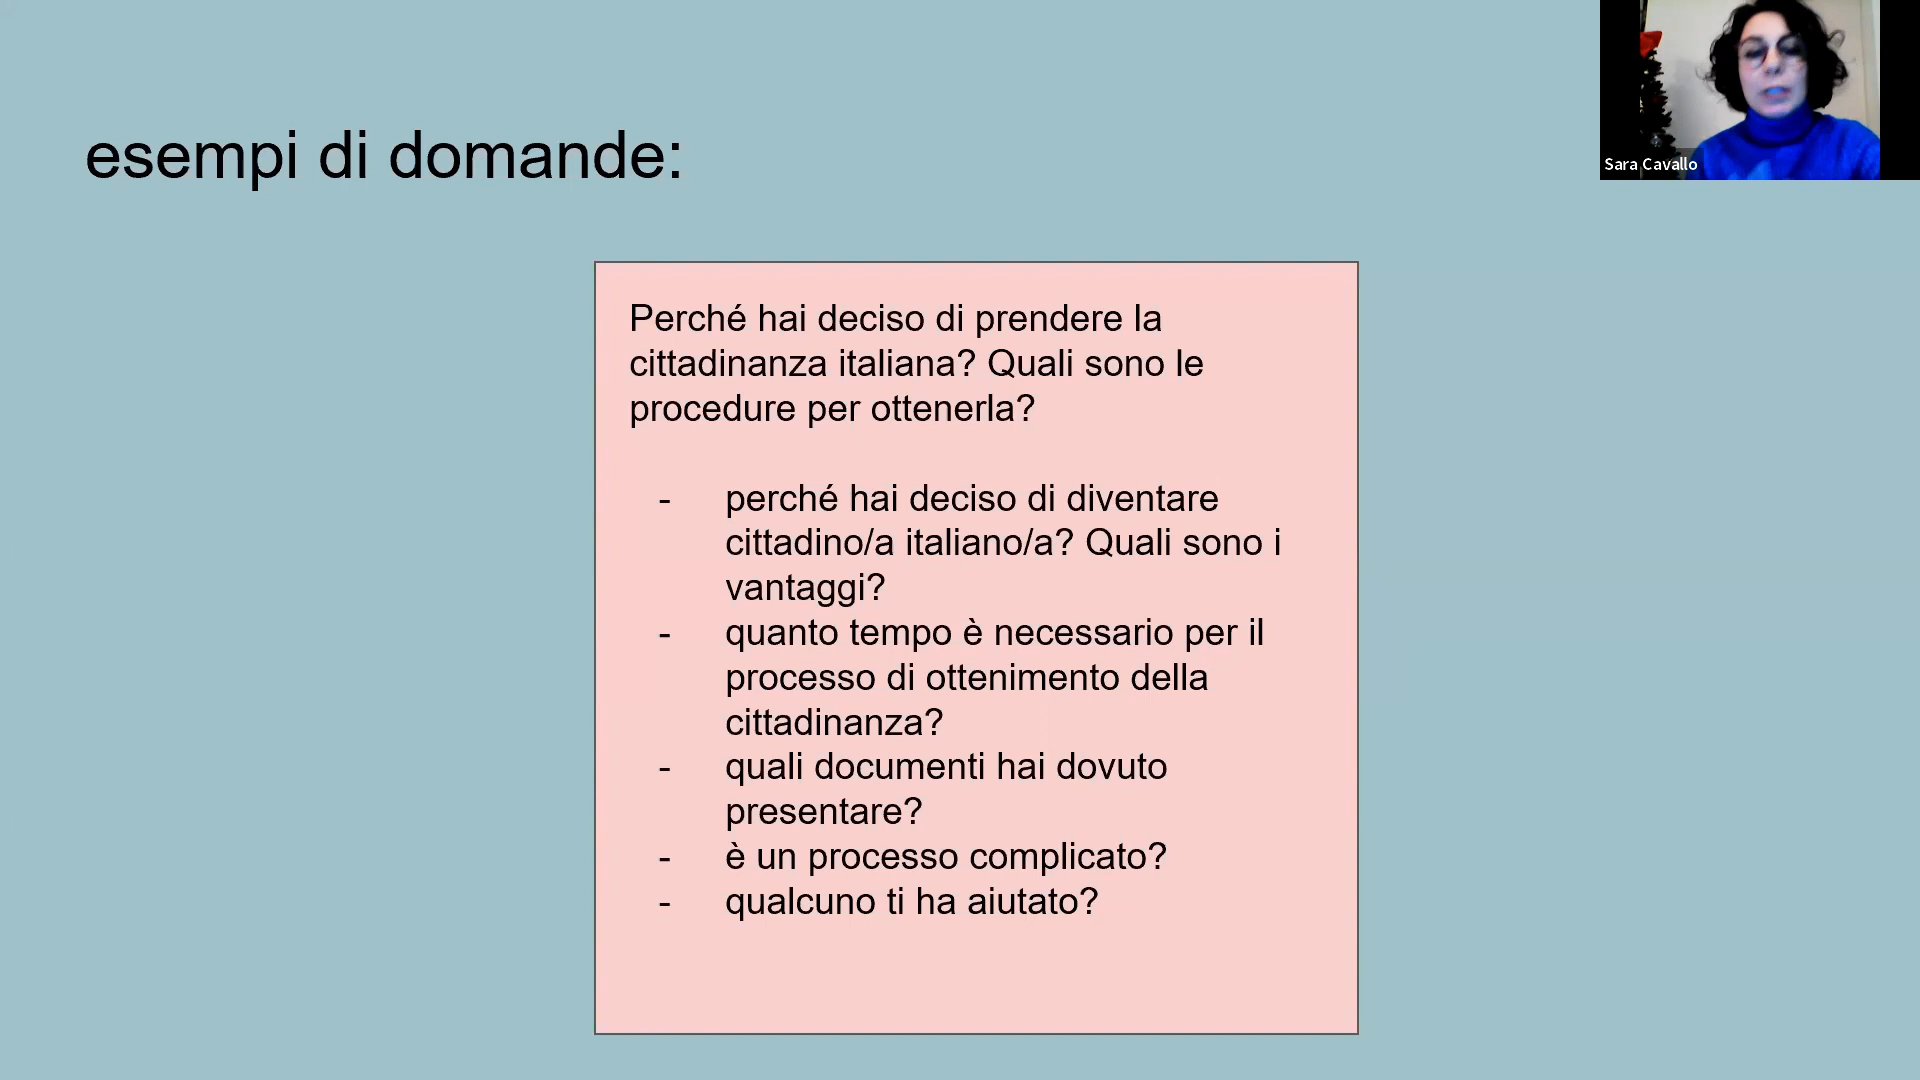 esempi di domande:
Sara Cavallo
Perché hai deciso di prendere la
cittadinanza italiana? Quali sono le
procedure per ottenerla?
- perché hai deciso di diventare
cittadino/a italiano/a? Quali sono i
vantaggi?
- quanto tempo è necessario per il
processo di ottenimento della
cittadinanza?
- quali documenti hai dovuto
presentare?
- è un processo complicato?
- qualcuno ti ha aiutato?